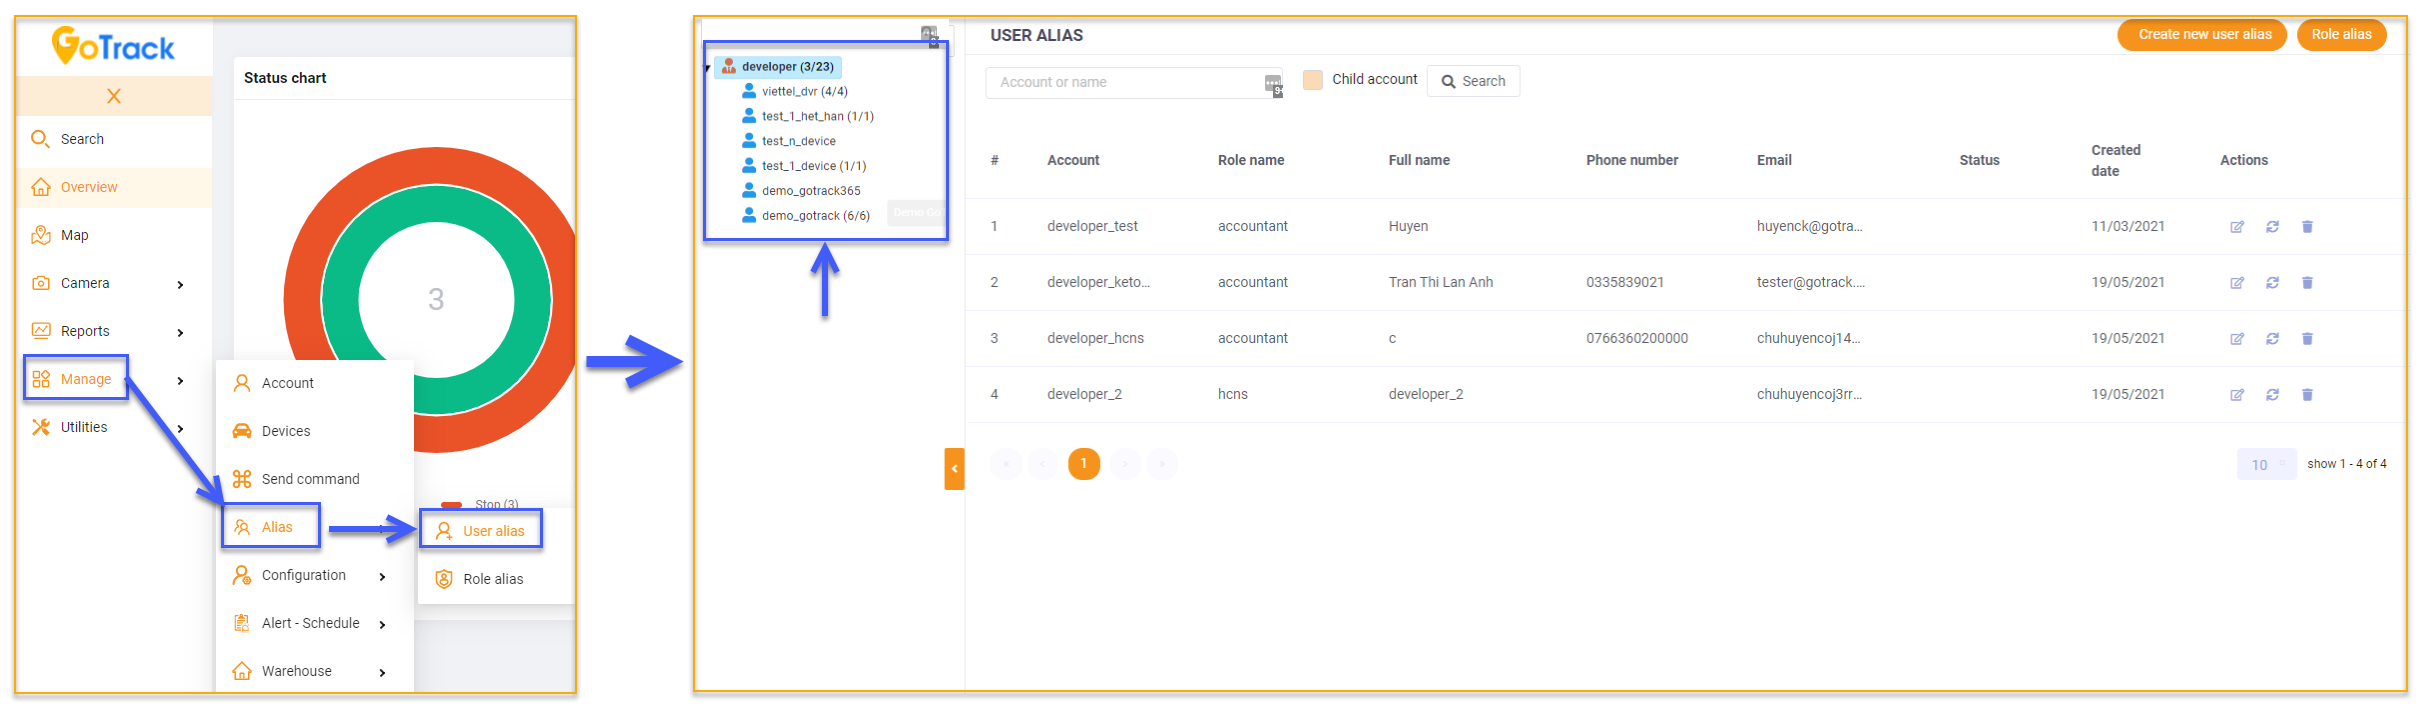 GoTrack
X
Search
Overview
Map
Camera
Reports
Manage
Utilities
Status chart
3
Stop (3)
Account
Devices
Send command
Alias
Configuration
Alert - Schedule
Warehouse
User alias
Role alias
developer (3/23)
viettel_dvr (4/4)
test_1_het_han (1/1)
test_n_device
test_1_device (1/1)
demo_gotrack365
demo_gotrack (6/6)
Demo Go
USER ALIAS
Create new user alias
Role alias
Account or name
Child account
Search
# Account Role name Full name Phone number Email Status Created date Actions
1 developer_test accountant Huyen huyenck@gotra... 11/03/2021
2 developer_keto... accountant Tran Thi Lan Anh 0335839021 tester@gotrack.... 19/05/2021
3 developer_hcns accountant c 0766360200000 chuhuyencoj14... 19/05/2021
4 developer_2 hcns developer_2 chuhuyencoj3rr... 19/05/2021
« ‹ 1 › »
10
show 1 - 4 of 4